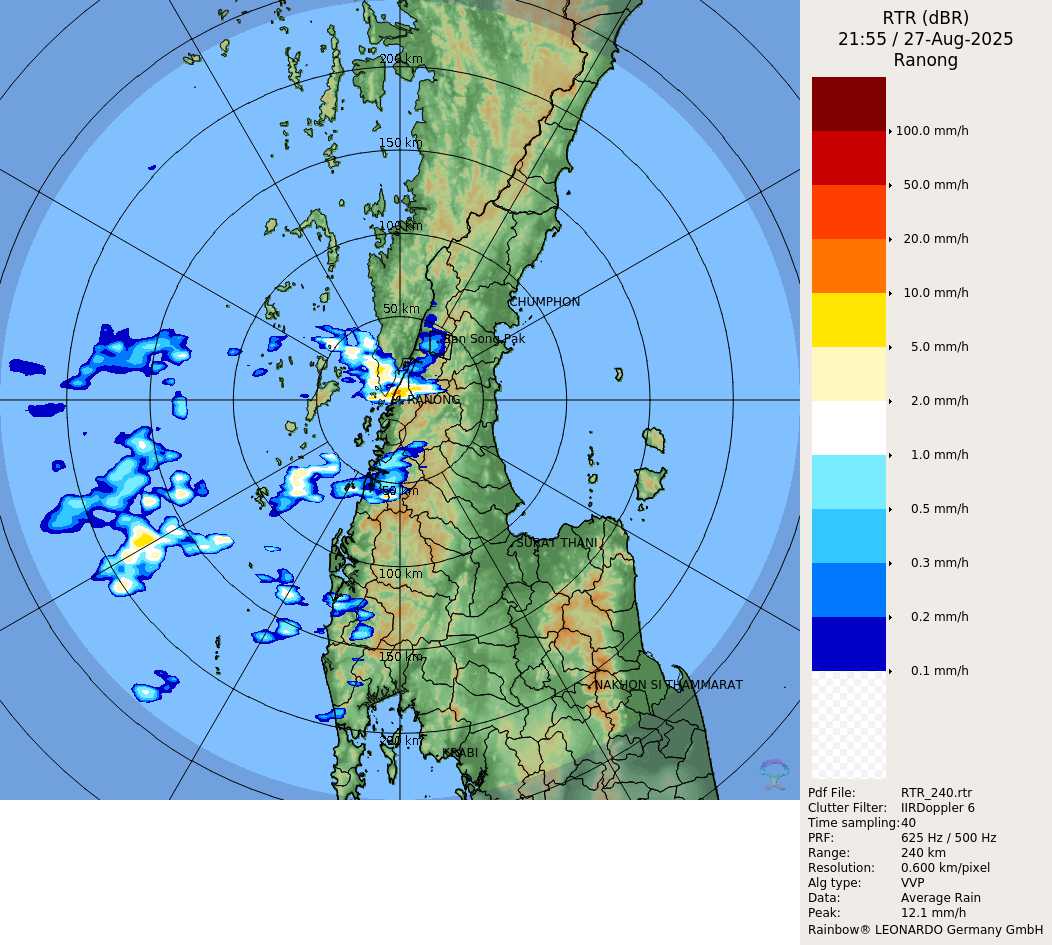 RTR (dBR)
21:55 / 27-Aug-2025
Ranong
100.0 mm/h
50.0 mm/h
20.0 mm/h
10.0 mm/h
5.0 mm/h
2.0 mm/h
1.0 mm/h
0.5 mm/h
0.3 mm/h
0.2 mm/h
0.1 mm/h
Pdf File: RTR_240.rtr
Clutter Filter: IIRDoppler 6
Time sampling: 40
PRF: 625 Hz / 500 Hz
Range: 240 km
Resolution: 0.600 km/pixel
Alg type: VVP
Data: Average Rain
Peak: 12.1 mm/h
Rainbow® LEONARDO Germany GmbH
200 km
150 km
100 km
50 km
CHUMPHON
Ban Song Pak
RANONG
50 km
SURAT THANI
100 km
150 km
NAKHON SI THAMMARAT
200 km
KRABI